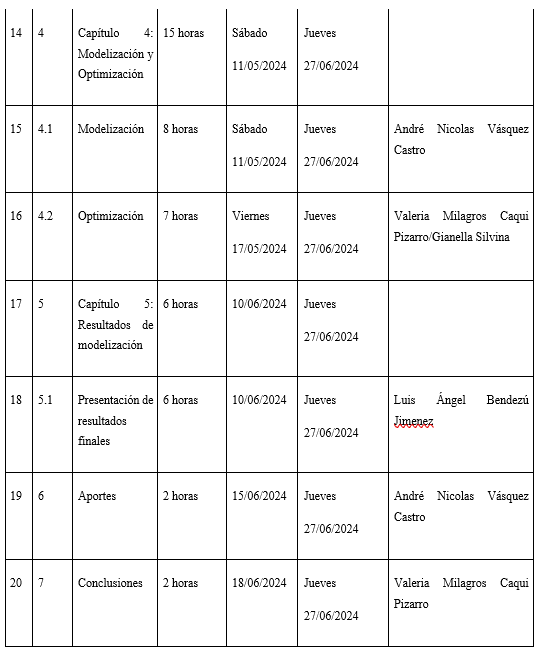 14 4 Capítulo 4: 15 horas Sábado Jueves
Modelización y
11/05/2024 27/06/2024
Optimización
15 4.1 Modelización 8 horas Sábado Jueves André Nicolas Vásquez
Castro
11/05/2024 27/06/2024
16 4.2 Optimización 7 horas Viernes Jueves Valeria Milagros Caqui
Pizarro/Gianella Silvina
17/05/2024 27/06/2024
17 5 Capítulo 5: 6 horas 10/06/2024 Jueves
Resultados de
27/06/2024
modelización
18 5.1 Presentación de 6 horas 10/06/2024 Jueves Luis Ángel Bendezú
resultados Jimenez
27/06/2024
finales
19 6 Aportes 2 horas 15/06/2024 Jueves André Nicolas Vásquez
Castro
27/06/2024
20 7 Conclusiones 2 horas 18/06/2024 Jueves Valeria Milagros Caqui
Pizarro
27/06/2024